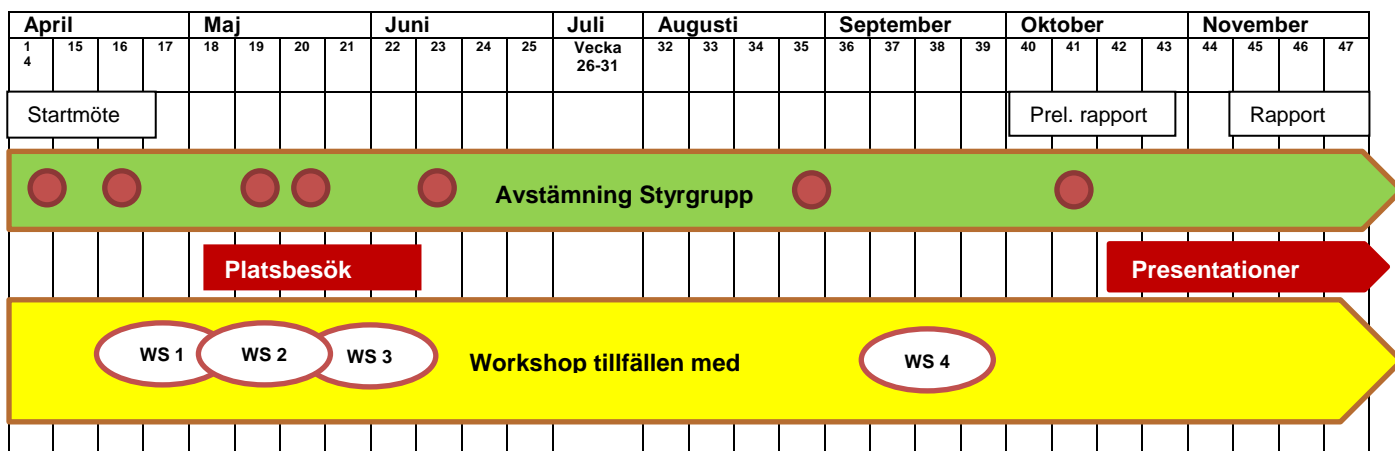 April Maj Juni Juli Augusti September Oktober November
1 15 16 17 18 19 20 21 22 23 24 25 Vecka 32 33 34 35 36 37 38 39 40 41 42 43 44 45 46 47
4 26-31
Startmöte Prel. rapport Rapport
Avstämning Styrgrupp
Platsbesök Presentationer
WS 1 WS 2 WS 3 Workshop tillfällen med WS 4